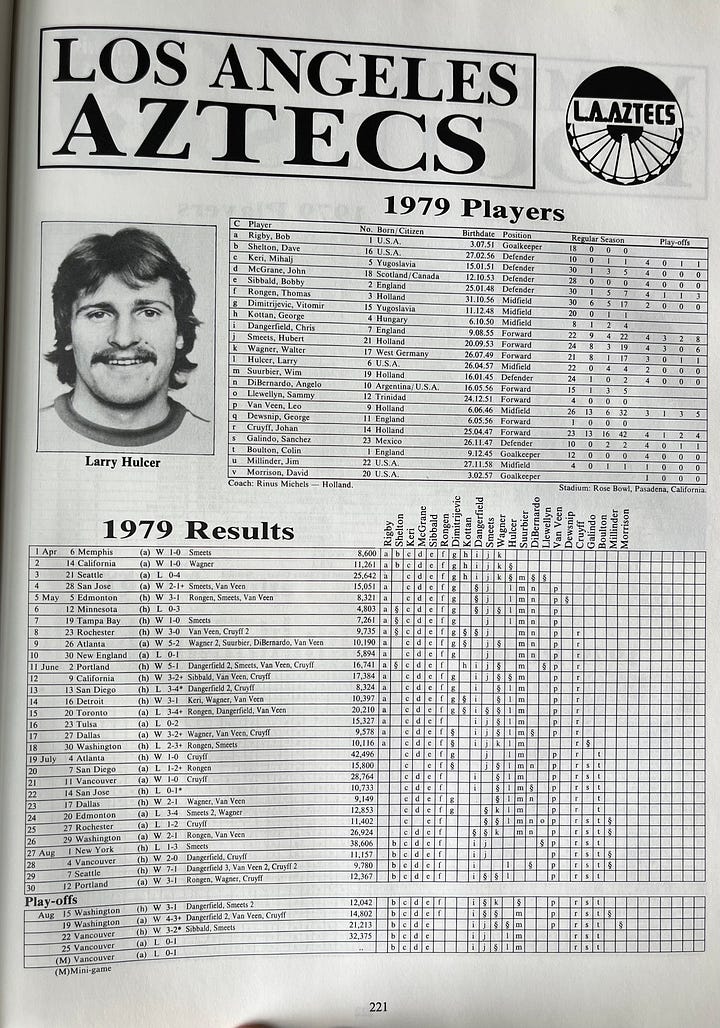 LOS ANGELES
AZTECS
L.A.AZTECS
1979 Players
C Player No. Born/Citizen Birthdate Position Regular Season Play-offs
a Rigby, Bob 1 U.S.A. 3.07.51 Goalkeeper 18 0 0 0
b Shelton, Dave 16 U.S.A. 27.02.56 Defender 10 0 1 1 4 0 1 1
c Keri, Mihalj 5 Yugoslavia 15.01.51 Defender 30 1 3 5 4 0 0 0
d McGrane, John 18 Scotland/Canada 12.10.53 Defender 28 0 0 0 4 0 0 0
e Sibbald, Bobby 2 England 25.01.48 Defender 30 1 5 7 4 1 1 3
f Rongen, Thomas 3 Holland 31.10.56 Midfield 30 6 5 17 2 0 0 0
g Dimitrijevic, Vitomir 15 Yugoslavia 11.12.48 Midfield 20 0 1 1
h Kottan, George 4 Hungary 6.10.50 Midfield 8 1 2 4
i Dangerfield, Chris 7 England 9.08.55 Forward 22 9 4 22 4 3 2 8
j Smeets, Hubert 21 Holland 20.09.53 Forward 24 8 3 19 4 3 0 6
k Wagner, Walter 17 West Germany 26.07.49 Forward 21 8 1 17 3 0 1 1
l Hulcer, Larry 6 U.S.A. 26.04.57 Midfield 22 0 4 4 2 0 0 0
m Suurbier, Wim 19 Holland 16.01.45 Defender 24 1 0 2 4 0 0 0
n DiBernardo, Angelo 10 Argentina/U.S.A. 16.05.56 Forward 15 1 3 5
o Llewellyn, Sammy 12 Trinidad 24.12.51 Forward 4 0 0 0
p Van Veen, Leo 9 Holland 6.06.46 Midfield 26 13 6 32 3 1 3 5
q Dewsnip, George 11 England 6.05.56 Forward 1 0 0 0
r Cruyff, Johan 14 Holland 25.04.47 Forward 23 13 16 42 4 1 2 4
s Galindo, Sanchez 23 Mexico 26.11.47 Defender 10 0 2 2 4 0 1 1
t Boulton, Colin 1 England 9.12.45 Goalkeeper 12 0 0 0 4 0 0 0
u Millinder, Jim 22 U.S.A. 27.11.58 Midfield 4 0 1 1 1 0 0 0
v Morrison, David 20 U.S.A. 3.02.57 Goalkeeper 1 0 0 0
Coach: Rinus Michels — Holland. Stadium: Rose Bowl, Pasadena, California.
Larry Hulcer
1979 Results
Rigby Shelton Keri McGrane Sibbald Rongen Dimitrijevic Kottan Dangerfield Smeets Wagner Hulcer Suurbier DiBernardo Llewellyn Van Veen Dewsnip Cruyff Galindo Boulton Millinder Morrison
1 Apr 6 Memphis (a) W 1-0 Smeets 8,600 a b c d e f g h i j k
2 14 California (a) W 1-0 Wagner 11,261 a b c d e f g h i j k §
3 21 Seattle (a) L 0-4 25,642
4 28 San Jose (a) W 2-1+ Smeets, Van Veen 15,051
5 May 5 Edmonton (h) W 3-1 Rongen, Smeets, Van Veen 8,321
6 12 Minnesota (h) L 0-3 4,803
7 19 Tampa Bay (h) W 1-0 Smeets 7,261
8 23 Rochester (h) W 3-0 Van Veen, Cruyff 2 9,735
9 26 Atlanta (a) W 5-2 Wagner 2, Suurbier, DiBernardo, Van Veen 10,190
10 30 New England (a) L 0-1 5,894
11 June 2 Portland (h) W 5-1 Dangerfield 2, Smeets, Van Veen, Cruyff 16,741
12 9 California (h) W 3-2+ Sibbald, Van Veen, Cruyff 17,384
13 13 San Diego (h) L 3-4* Dangerfield 2, Cruyff 8,324
14 16 Detroit (h) W 3-1 Keri, Wagner, Van Veen 10,397
15 20 Toronto (a) L 3-4+ Rongen, Dangerfield, Van Veen 20,210
16 23 Tulsa (a) L 0-2 15,327
17 27 Dallas (a) W 3-2+ Wagner, Van Veen, Cruyff 9,578
18 30 Washington (h) L 2-3+ Rongen, Smeets 10,116
19 July 4 Atlanta (h) W 1-0 Cruyff 42,496
20 7 San Diego (a) L 1-2+ Rongen 15,800
21 11 Vancouver (a) W 1-0 Cruyff 28,764
22 14 San Jose (h) L 0-1* 10,733
23 17 Dallas (h) W 2-1 Wagner, Van Veen 9,149
24 20 Edmonton (a) L 3-4 Smeets 2, Wagner 12,853
25 27 Rochester (a) L 1-2 Cruyff 11,402
26 29 Washington (a) W 2-1 Rongen, Van Veen 26,924
27 Aug 1 New York (h) L 1-3 Smeets 38,606
28 4 Vancouver (h) W 2-0 Dangerfield, Cruyff 11,157
29 7 Seattle (h) W 7-1 Dangerfield 3, Van Veen 2, Cruyff 2 9,780
30 12 Portland (a) W 3-1 Rongen, Wagner, Cruyff 12,367
Play-offs
Aug 15 Washington (h) W 3-1 Dangerfield, Smeets 2 12,042
19 Washington (a) W 4-3+ Dangerfield 2, Van Veen, Cruyff 14,802
22 Vancouver (h) W 3-2* Sibbald, Smeets 21,213
25 Vancouver (a) L 0-1 32,375
(M) Vancouver (a) L 0-1 ..
(M)Mini-game
221